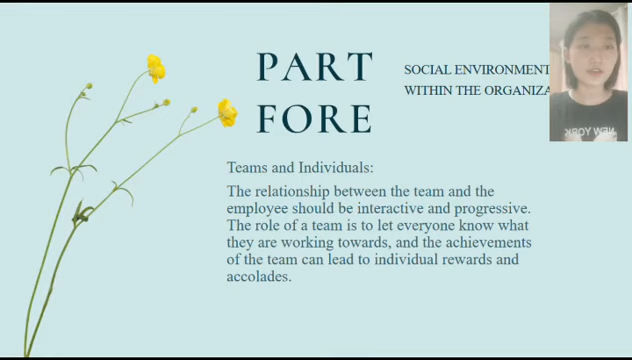 PART
FORE
SOCIAL ENVIRONMENT
WITHIN THE ORGANIZA
NEW YORK
Teams and Individuals:
The relationship between the team and the
employee should be interactive and progressive.
The role of a team is to let everyone know what
they are working towards, and the achievements
of the team can lead to individual rewards and
accolades.